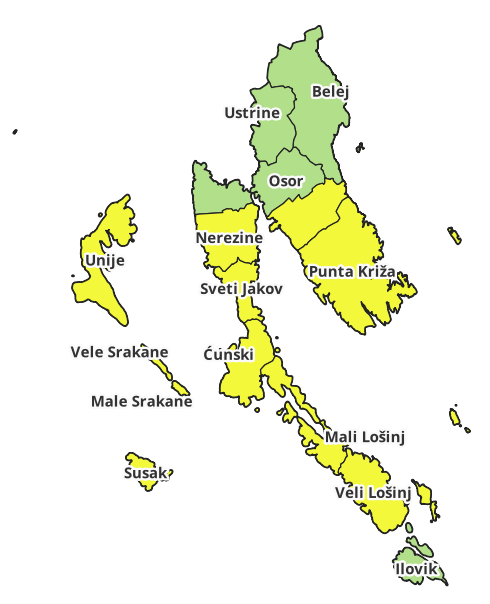 Belej
Ustrine
Osor
Nerezine
Unije
Punta Križa
Sveti Jakov
Vele Srakane
Ćunski
Male Srakane
Mali Lošinj
Susak
Veli Lošinj
Ilovik